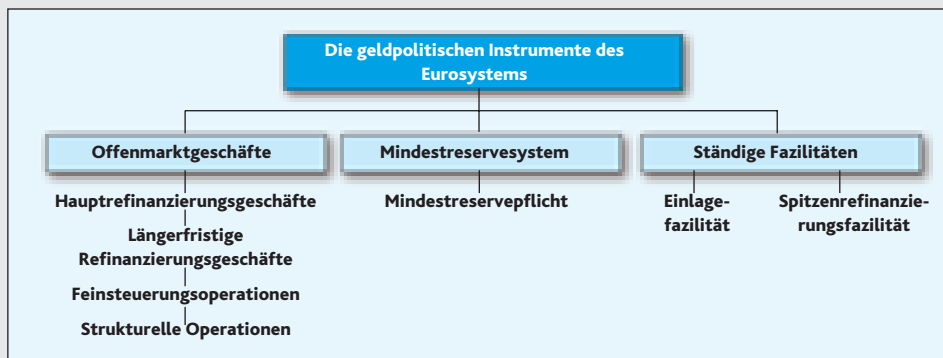 Die geldpolitischen Instrumente des
Eurosystems
Offenmarktgeschäfte
Mindestreservesystem
Ständige Fazilitäten
Hauptrefinanzierungsgeschäfte
Längerfristige
Refinanzierungsgeschäfte
Feinsteuerungsoperationen
Strukturelle Operationen
Mindestreservepflicht
Einlage-
fazilität
Spitzenrefinanzie-
rungsfazilität